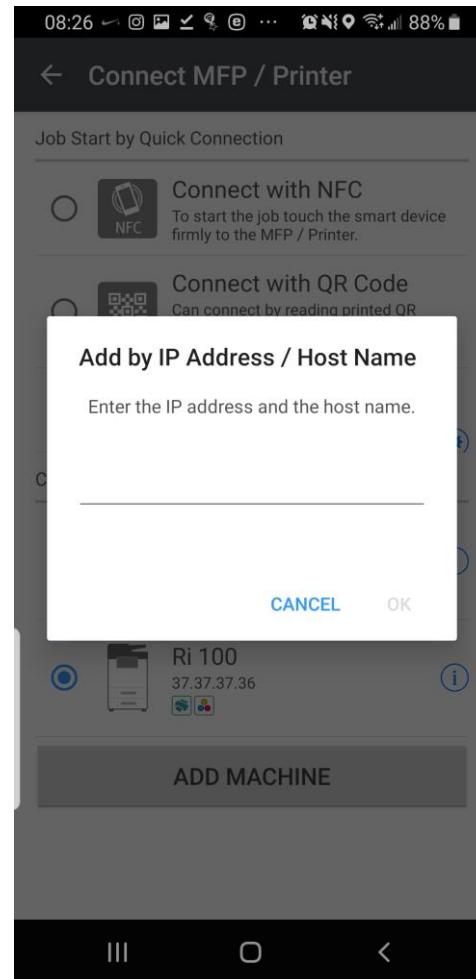 08:26 88%
Connect MFP / Printer
Job Start by Quick Connection
NFC
Connect with NFC
To start the job touch the smart device
firmly to the MFP / Printer.
Connect with QR Code
Can connect by reading printed QR
Add by IP Address / Host Name
Enter the IP address and the host name.
C
CANCEL OK
Ri 100
37.37.37.36
ADD MACHINE